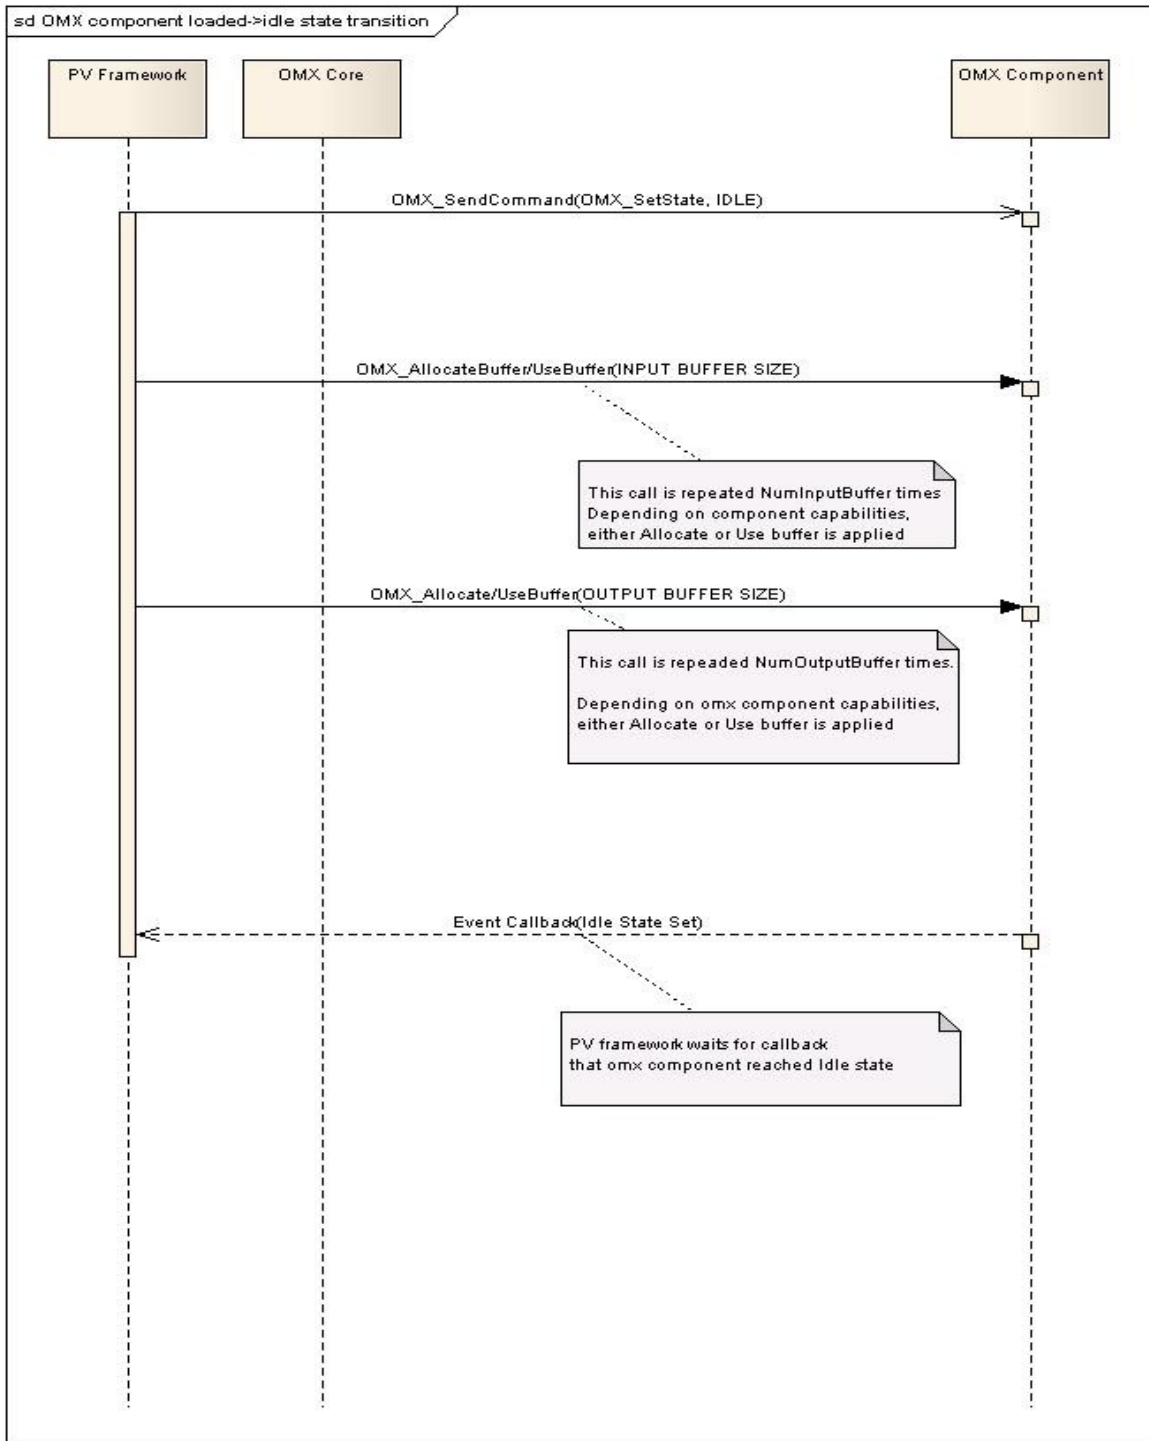 sd OMX component loaded->idle state transition
PV Framework
OMX Core
OMX Component
OMX_SendCommand(OMX_SetState, IDLE)
OMX_AllocateBuffer/UseBuffer(INPUT BUFFER SIZE)
This call is repeated NumInputBuffer times
Depending on component capabilities,
either Allocate or Use buffer is applied
OMX_Allocate/UseBuffer(OUTPUT BUFFER SIZE)
This call is repeaded NumOutputBuffer times.
Depending on omx component capabilities,
either Allocate or Use buffer is applied
Event Callback(Idle State Set)
PV framework waits for callback
that omx component reached Idle state